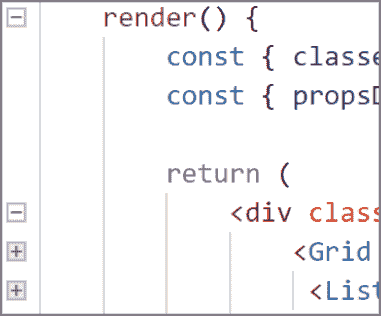 render() {
const { classe
const { propsD
return (
<div class
<Grid
<List